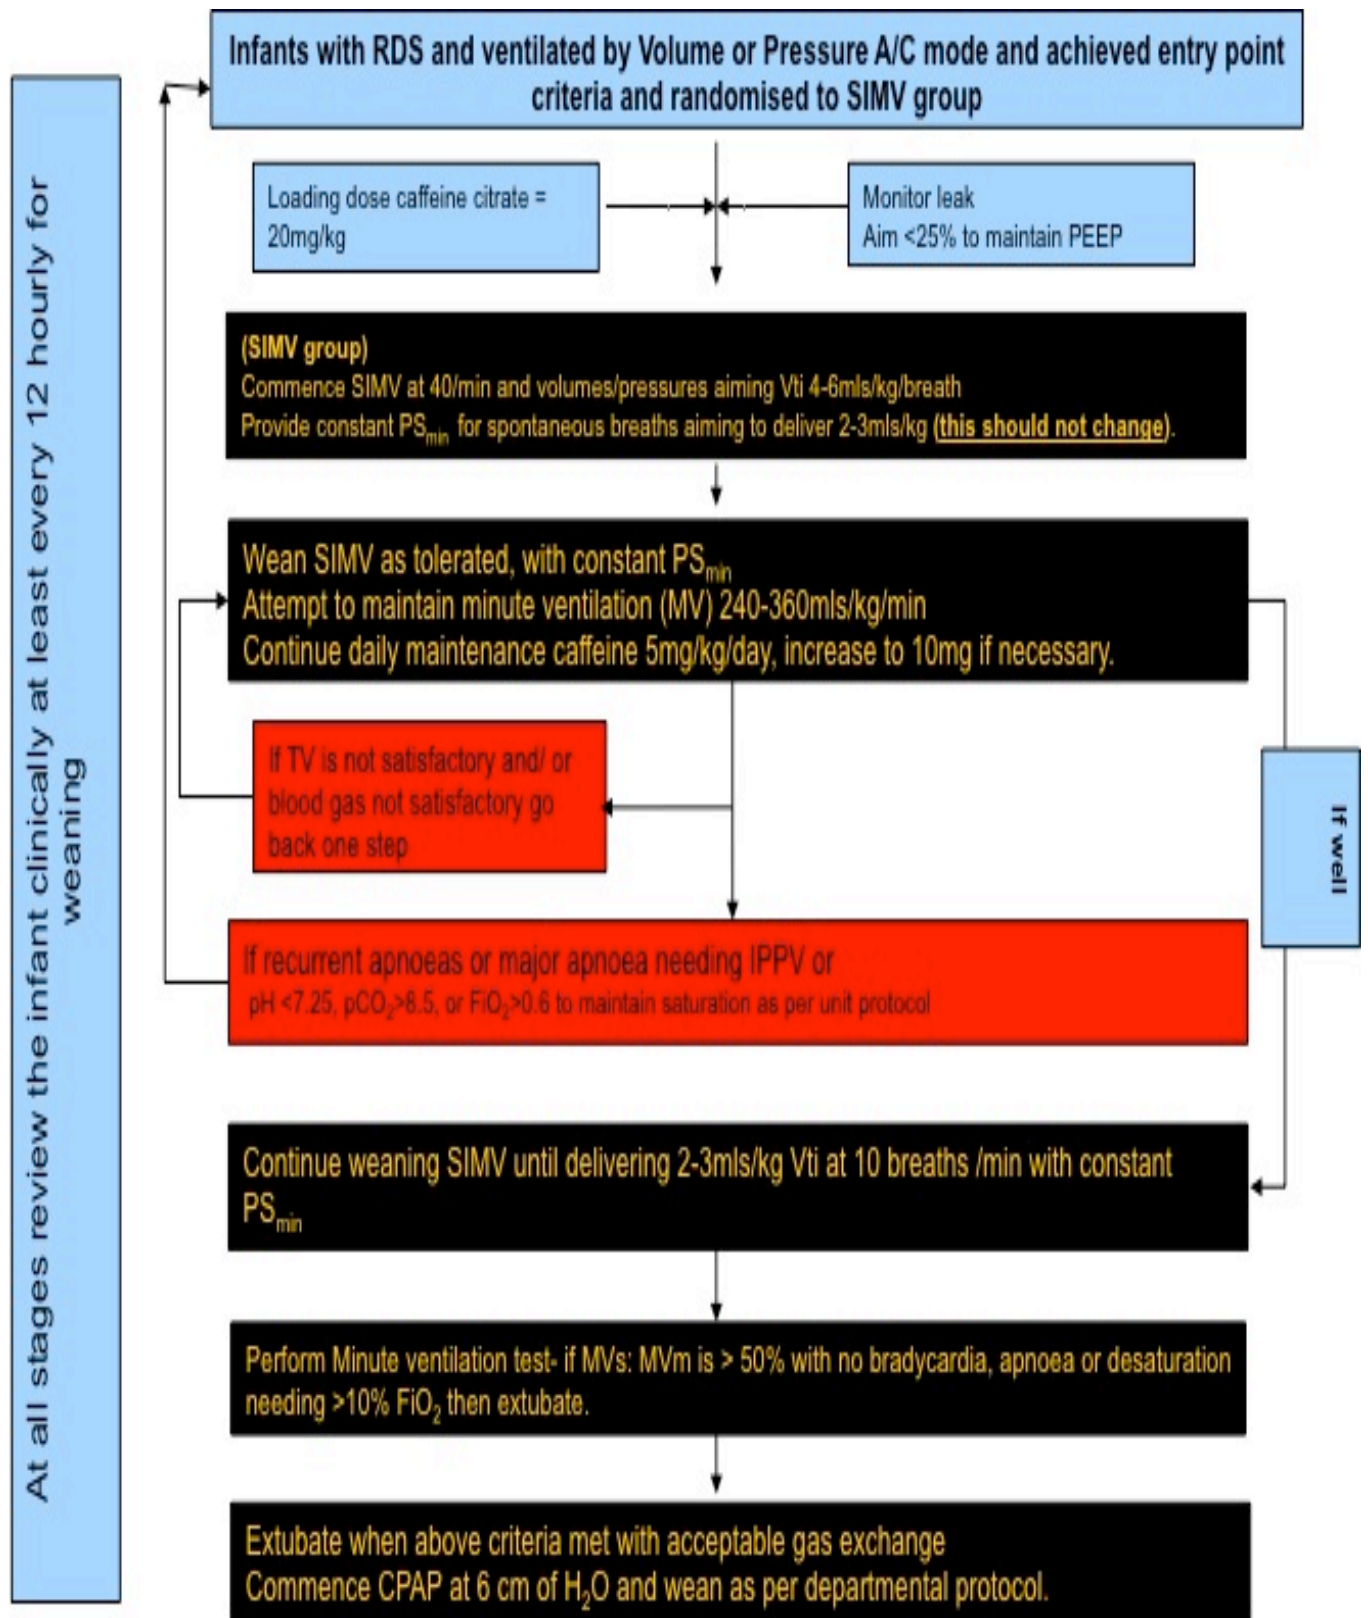 Infants with RDS and ventilated by Volume or Pressure A/C mode and achieved entry point
criteria and randomised to SIMV group
Loading dose caffeine citrate =
20mg/kg
Monitor leak
Aim <25% to maintain PEEP
(SIMV group)
Commence SIMV at 40/min and volumes/pressures aiming Vti 4-6mls/kg/breath
Provide constant PSmin for spontaneous breaths aiming to deliver 2-3mls/kg (this should not change).
Wean SIMV as tolerated, with constant PSmin
Attempt to maintain minute ventilation (MV) 240-360mls/kg/min
Continue daily maintenance caffeine 5mg/kg/day, increase to 10mg if necessary.
If TV is not satisfactory and/ or
blood gas not satisfactory go
back one step
If well
If recurrent apnoeas or major apnoea needing IPPV or
pH <7.25, pCO2>8.5, or FiO2>0.6 to maintain saturation as per unit protocol
Continue weaning SIMV until delivering 2-3mls/kg Vti at 10 breaths /min with constant
PSmin
Perform Minute ventilation test- if MVs: MVm is > 50% with no bradycardia, apnoea or desaturation
needing >10% FiO2 then extubate.
Extubate when above criteria met with acceptable gas exchange
Commence CPAP at 6 cm of H2O and wean as per departmental protocol.
At all stages review the infant clinically at least every 12 hourly for
weaning